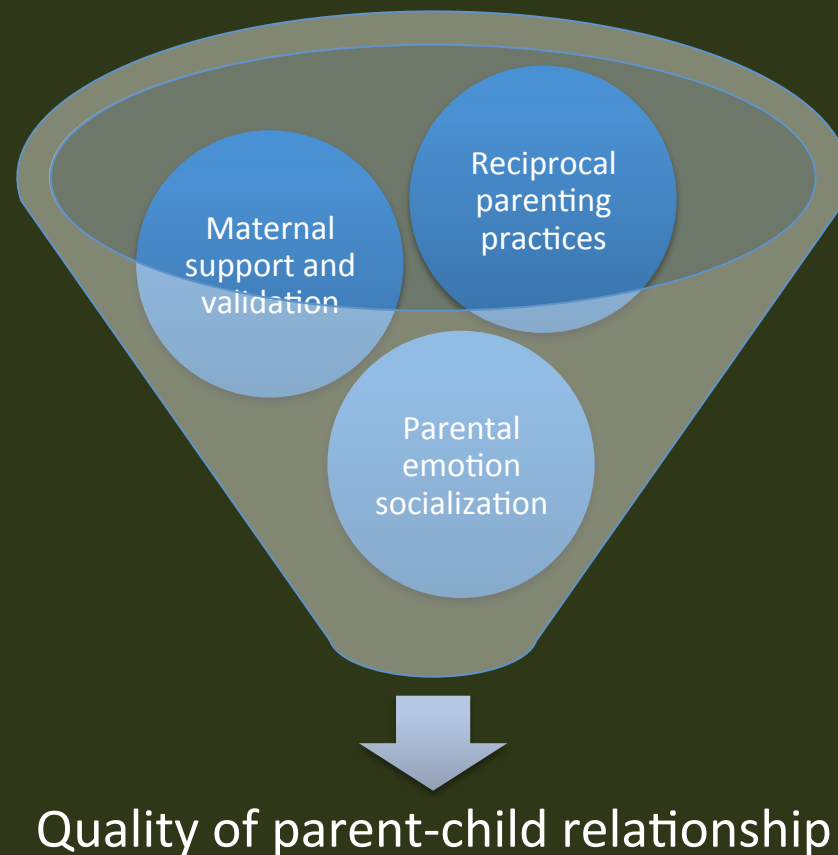 Reciprocal
parenting
practices
Maternal
support and
validation
Parental
emotion
socialization
Quality of parent-child relationship